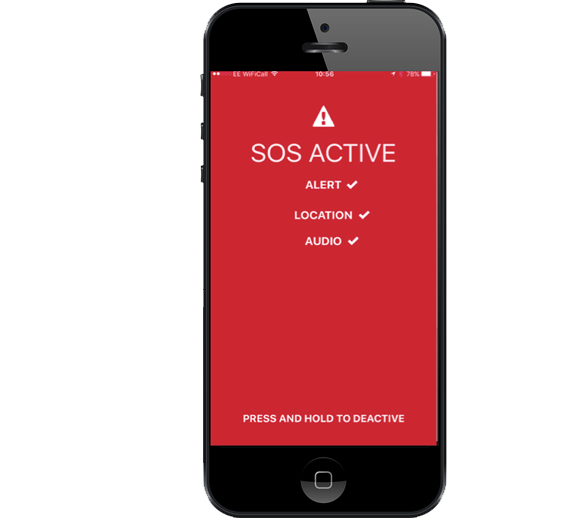 EE WiFiCall 10:56 78%
SOS ACTIVE
ALERT
LOCATION
AUDIO
PRESS AND HOLD TO DEACTIVE